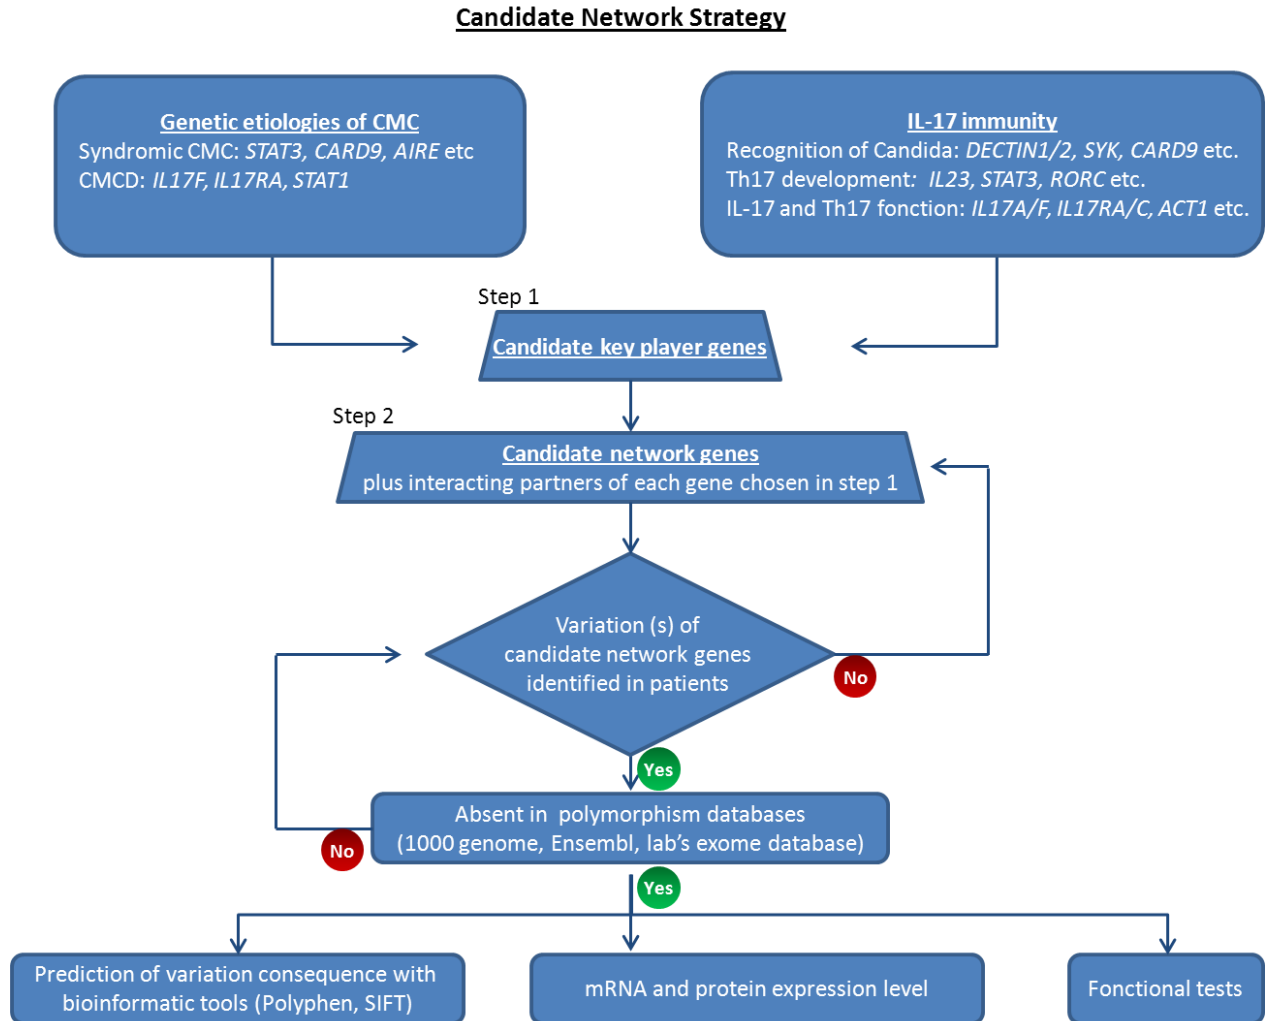 Candidate Network Strategy
Genetic etiologies of CMC
Syndromic CMC: STAT3, CARD9, AIRE etc
CMCD: IL17F, IL17RA, STAT1
IL-17 immunity
Recognition of Candida: DECTIN1/2, SYK, CARD9 etc.
Th17 development: IL23, STAT3, RORC etc.
IL-17 and Th17 fonction: IL17A/F, IL17RA/C, ACT1 etc.
Step 1
Candidate key player genes
Step 2
Candidate network genes
plus interacting partners of each gene chosen in step 1
Variation (s) of
candidate network genes
identified in patients
No
Yes
Absent in polymorphism databases
(1000 genome, Ensembl, lab's exome database)
No
Yes
Prediction of variation consequence with
bioinformatic tools (Polyphen, SIFT)
mRNA and protein expression level
Fonctional tests